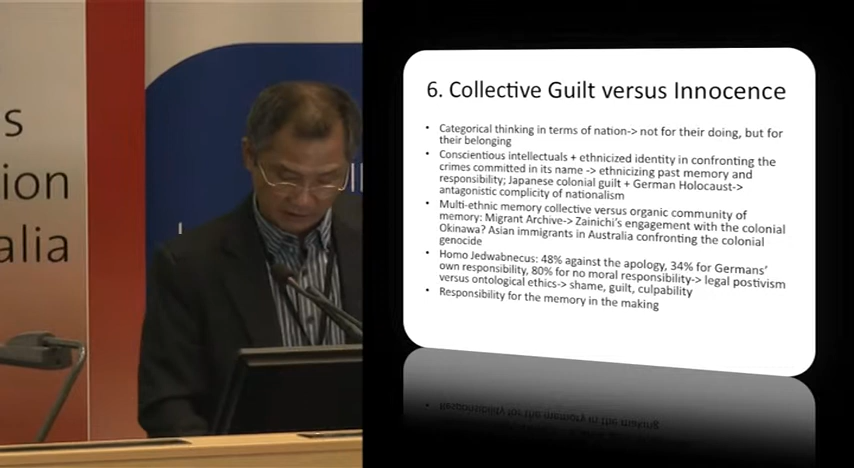 s
tion
alia
6. Collective Guilt versus Innocence
• Categorical thinking in terms of nation-> not for their doing, but for
their belonging
• Conscientious intellectuals + ethnicized identity in confronting the
crimes committed in its name -> ethnicizing past memory and
responsibility; Japanese colonial guilt + German Holocaust->
antagonistic complicity of nationalism
• Multi-ethnic memory collective versus organic community of
memory: Migrant Archive-> Zainichi's engagement with the colonial
Okinawa? Asian immigrants in Australia confronting the colonial
genocide
• Homo Jedwabnecus: 48% against the apology, 34% for Germans'
own responsibility, 80% for no moral responsibility-> legal postivism
versus ontological ethics-> shame, guilt, culpability
• Responsibility for the memory in the making